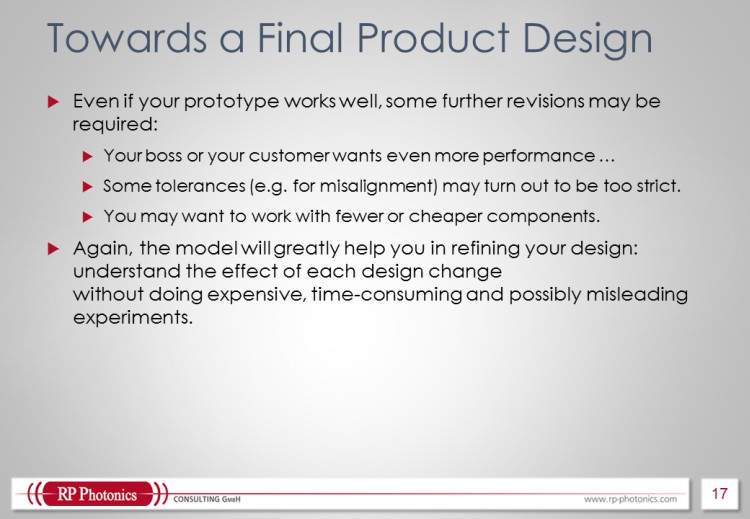 Towards a Final Product Design
Even if your prototype works well, some further revisions may be
required:
Your boss or your customer wants even more performance …
Some tolerances (e.g. for misalignment) may turn out to be too strict.
You may want to work with fewer or cheaper components.
Again, the model will greatly help you in refining your design:
understand the effect of each design change
without doing expensive, time-consuming and possibly misleading
experiments.
RP Photonics CONSULTING GmbH www.rp-photonics.com 17